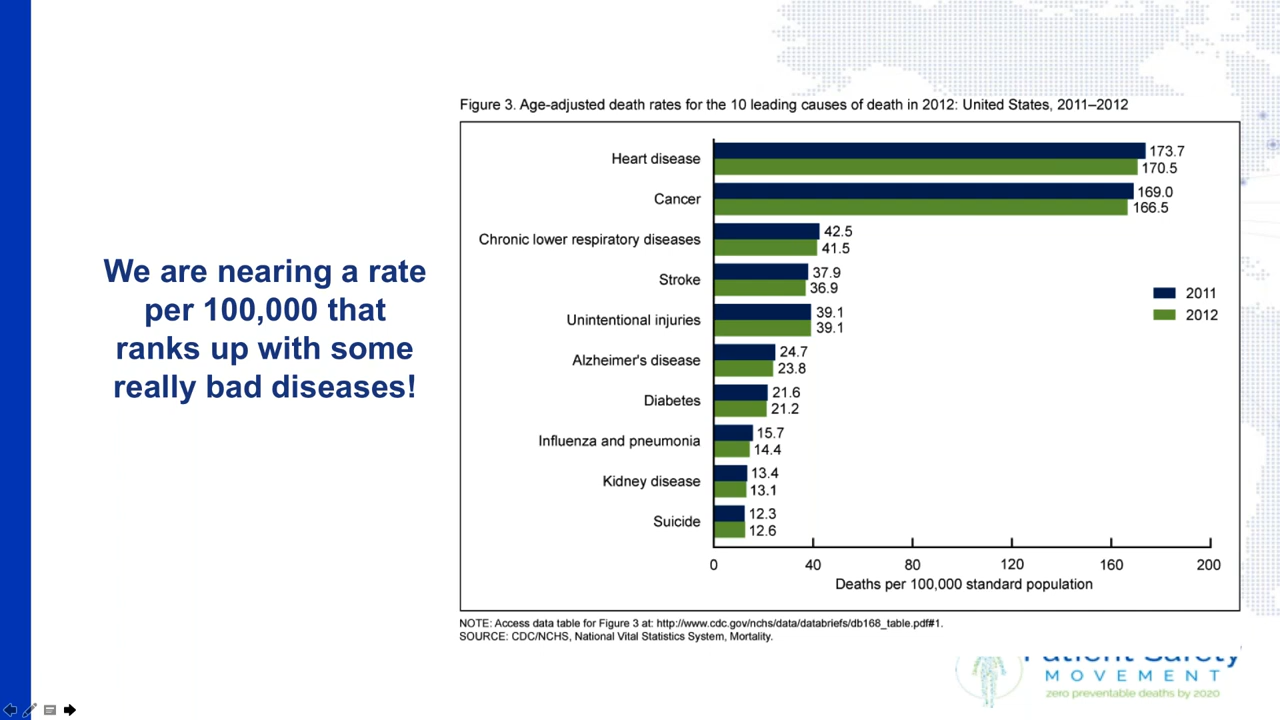 We are nearing a rate
per 100,000 that
ranks up with some
really bad diseases!
Figure 3. Age-adjusted death rates for the 10 leading causes of death in 2012: United States, 2011–2012
Heart disease
173.7
170.5
Cancer
169.0
166.5
Chronic lower respiratory diseases
42.5
41.5
Stroke
37.9
36.9
Unintentional injuries
39.1
39.1
Alzheimer's disease
24.7
23.8
Diabetes
21.6
21.2
Influenza and pneumonia
15.7
14.4
Kidney disease
13.4
13.1
Suicide
12.3
12.6
2011
2012
0 40 80 120 160 200
Deaths per 100,000 standard population
NOTE: Access data table for Figure 3 at: http://www.cdc.gov/nchs/data/databriefs/db168_table.pdf#1.
SOURCE: CDC/NCHS, National Vital Statistics System, Mortality.
Patient Safety
MOVEMENT
zero preventable deaths by 2020